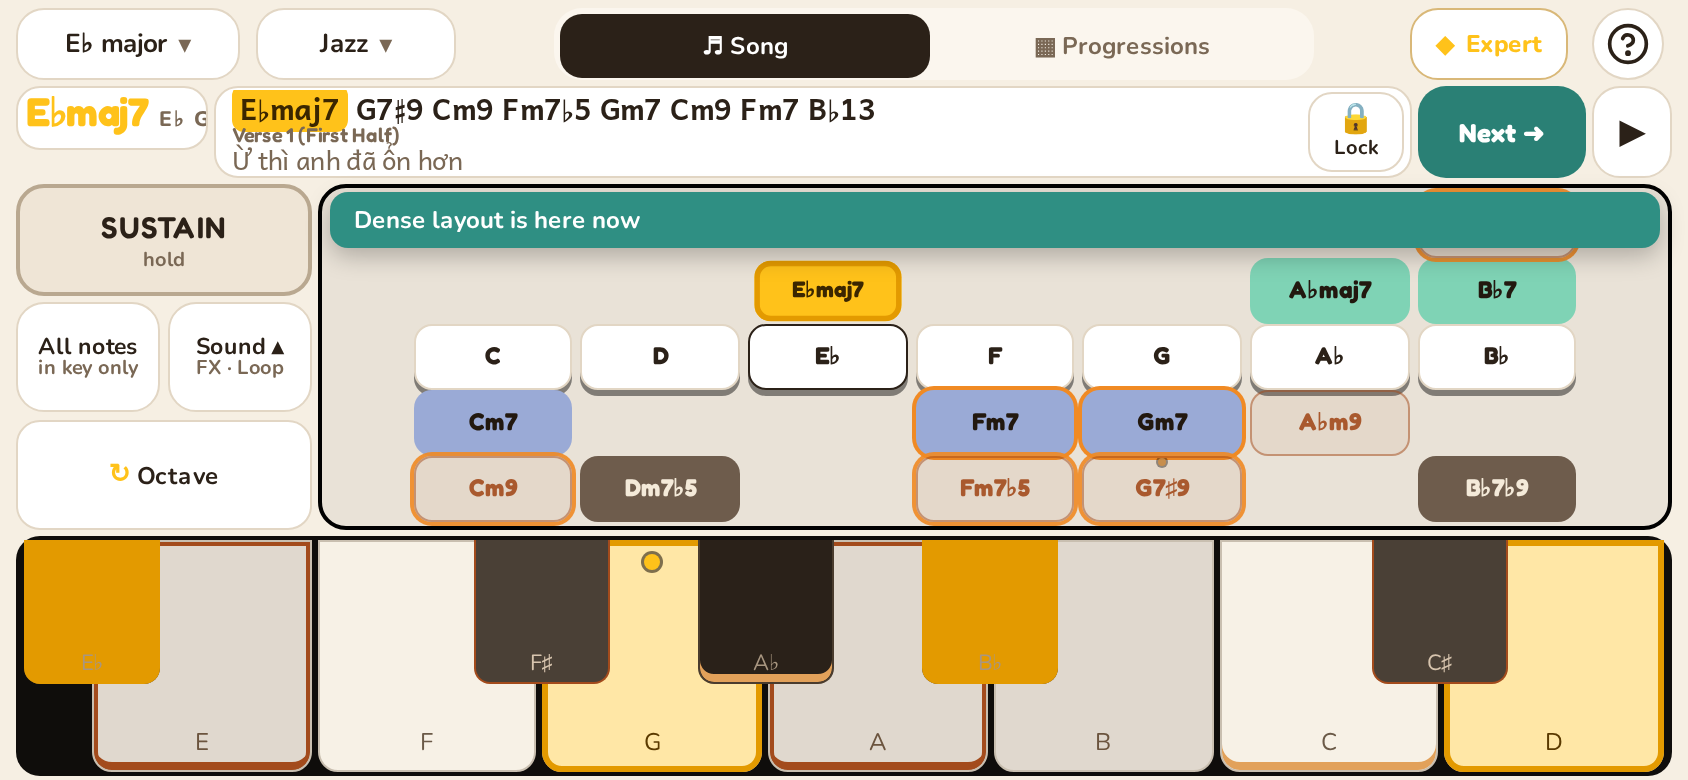 E♭ major ▼
Jazz ▼
♬ Song
▦ Progressions
◆ Expert
?
E♭maj7 E♭ G
E♭maj7 G7♯9 Cm9 Fm7♭5 Gm7 Cm9 Fm7 B♭13
Verse 1 (First Half)
Ừ thì anh đã ổn hơn
🔒
Lock
Next ➜
▶
SUSTAIN
hold
Dense layout is here now
E♭maj7
A♭maj7
B♭7
C
D
E♭
F
G
A♭
B♭
All notes
in key only
Sound ▴
FX · Loop
Cm7
Fm7
Gm7
A♭m9
↻ Octave
Cm9
Dm7♭5
Fm7♭5
G7♯9
B♭7♭9
E♭
F♯
A♭
B♭
C♯
E
F
G
A
B
C
D